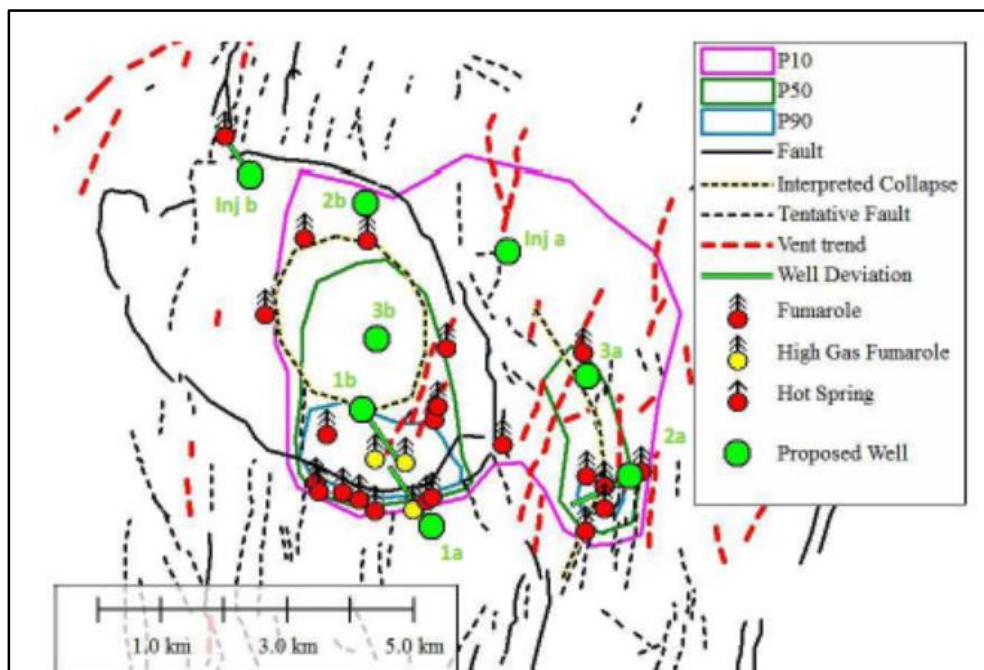 P10
P50
P90
Fault
Interpreted Collapse
Tentative Fault
Vent trend
Well Deviation
Fumarole
High Gas Fumarole
Hot Spring
Proposed Well
Inj b
2b
Inj a
3b
3a
1b
2a
1a
1.0 km 3.0 km 5.0 km